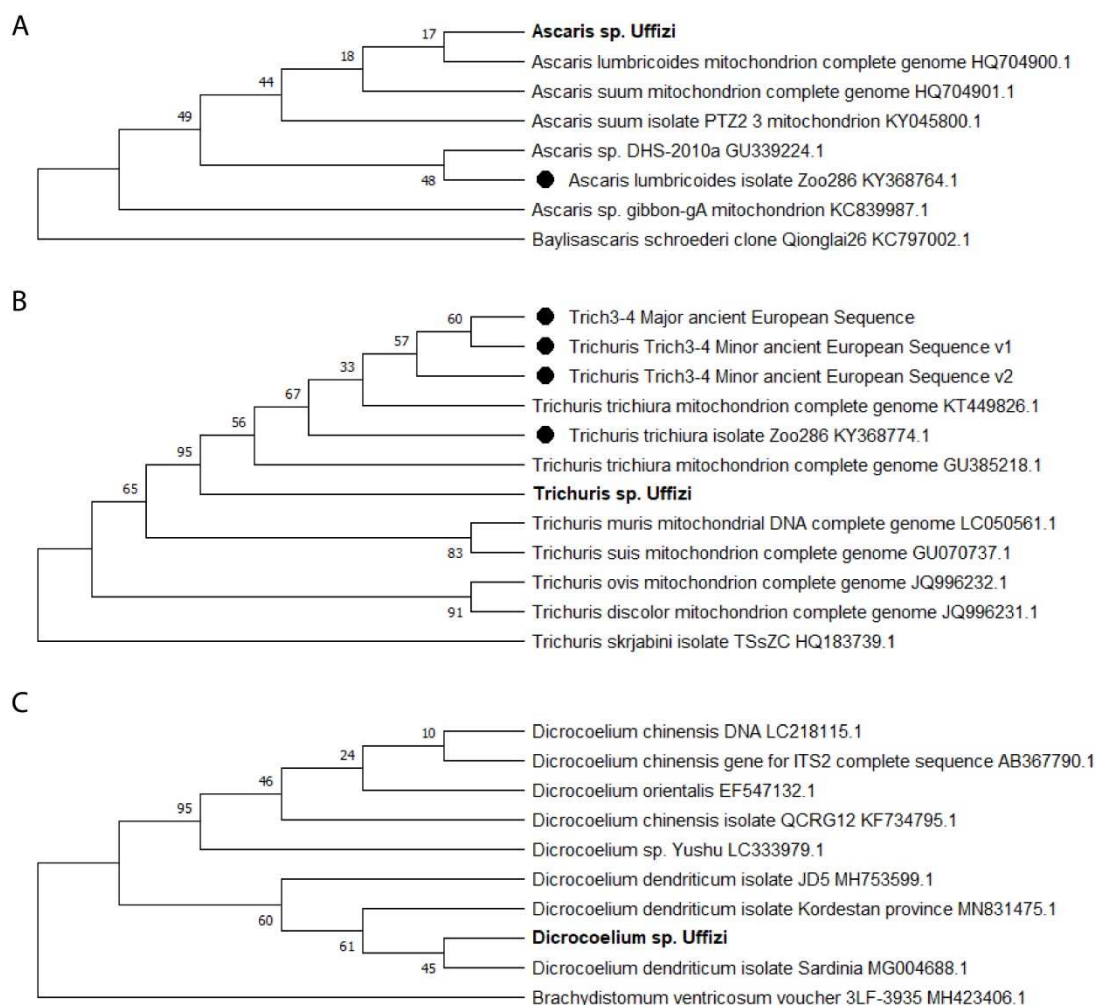 A
17 Ascaris sp. Uffizi
18 Ascaris lumbricoides mitochondrion complete genome HQ704900.1
44 Ascaris suum mitochondrion complete genome HQ704901.1
49 Ascaris suum isolate PTZ2 3 mitochondrion KY045800.1
Ascaris sp. DHS-2010a GU339224.1
48 Ascaris lumbricoides isolate Zoo286 KY368764.1
Ascaris sp. gibbon-gA mitochondrion KC839987.1
Baylisascaris schroederi clone Qionglai26 KC797002.1
B
60 Trich3-4 Major ancient European Sequence
57 Trichuris Trich3-4 Minor ancient European Sequence v1
33 Trichuris Trich3-4 Minor ancient European Sequence v2
67 Trichuris trichiura mitochondrion complete genome KT449826.1
56 Trichuris trichiura isolate Zoo286 KY368774.1
95 Trichuris trichiura mitochondrion complete genome GU385218.1
65 Trichuris sp. Uffizi
Trichuris muris mitochondrial DNA complete genome LC050561.1
83 Trichuris suis mitochondrion complete genome GU070737.1
Trichuris ovis mitochondrion complete genome JQ996232.1
91 Trichuris discolor mitochondrion complete genome JQ996231.1
Trichuris skrjabini isolate TSsZC HQ183739.1
C
10 Dicrocoelium chinensis DNA LC218115.1
24 Dicrocoelium chinensis gene for ITS2 complete sequence AB367790.1
46 Dicrocoelium orientalis EF547132.1
95 Dicrocoelium chinensis isolate QCRG12 KF734795.1
Dicrocoelium sp. Yushu LC333979.1
Dicrocoelium dendriticum isolate JD5 MH753599.1
60 Dicrocoelium dendriticum isolate Kordestan province MN831475.1
61 Dicrocoelium sp. Uffizi
45 Dicrocoelium dendriticum isolate Sardinia MG004688.1
Brachydistomum ventricosum voucher 3LF-3935 MH423406.1